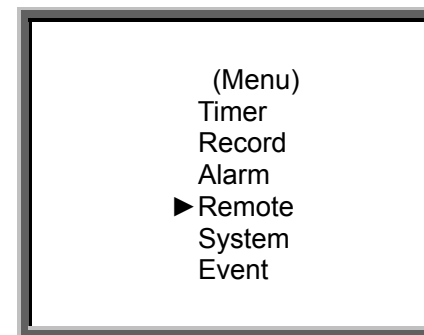 (Menu)
Timer
Record
Alarm
►Remote
System
Event